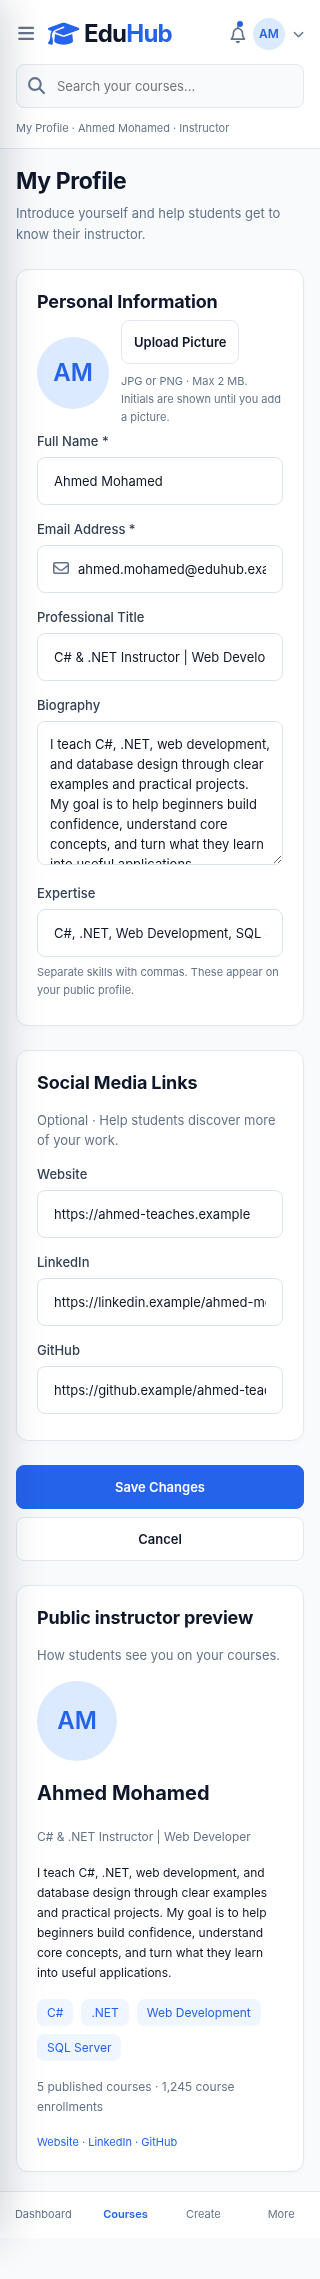 EduHub
AM
Search your courses...
My Profile · Ahmed Mohamed · Instructor
My Profile
Introduce yourself and help students get to
know their instructor.
Personal Information
AM
Upload Picture
JPG or PNG · Max 2 MB.
Initials are shown until you add
a picture.
Full Name *
Ahmed Mohamed
Email Address *
ahmed.mohamed@eduhub.exa
Professional Title
C# & .NET Instructor | Web Develo
Biography
I teach C#, .NET, web development,
and database design through clear
examples and practical projects.
My goal is to help beginners build
confidence, understand core
concepts, and turn what they learn
into useful applications.
Expertise
C#, .NET, Web Development, SQL
Separate skills with commas. These appear on
your public profile.
Social Media Links
Optional · Help students discover more
of your work.
Website
https://ahmed-teaches.example
LinkedIn
https://linkedin.example/ahmed-m
GitHub
https://github.example/ahmed-tea
Save Changes
Cancel
Public instructor preview
How students see you on your courses.
AM
Ahmed Mohamed
C# & .NET Instructor | Web Developer
I teach C#, .NET, web development, and
database design through clear examples
and practical projects. My goal is to help
beginners build confidence, understand
core concepts, and turn what they learn
into useful applications.
C#
.NET
Web Development
SQL Server
5 published courses · 1,245 course
enrollments
Website · LinkedIn · GitHub
Dashboard
Courses
Create
More